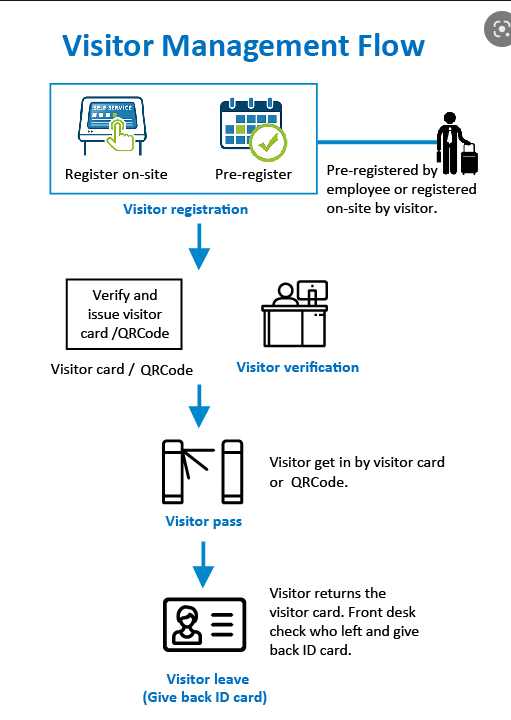 Visitor Management Flow
SELF SERVICE
Register on-site
Pre-register
Pre-registered by
employee or registered
on-site by visitor.
Visitor registration
Verify and
issue visitor
card /QRCode
Visitor card / QRCode
Visitor verification
Visitor get in by visitor card
or QRCode.
Visitor pass
Visitor returns the
visitor card. Front desk
check who left and give
back ID card.
Visitor leave
(Give back ID card)